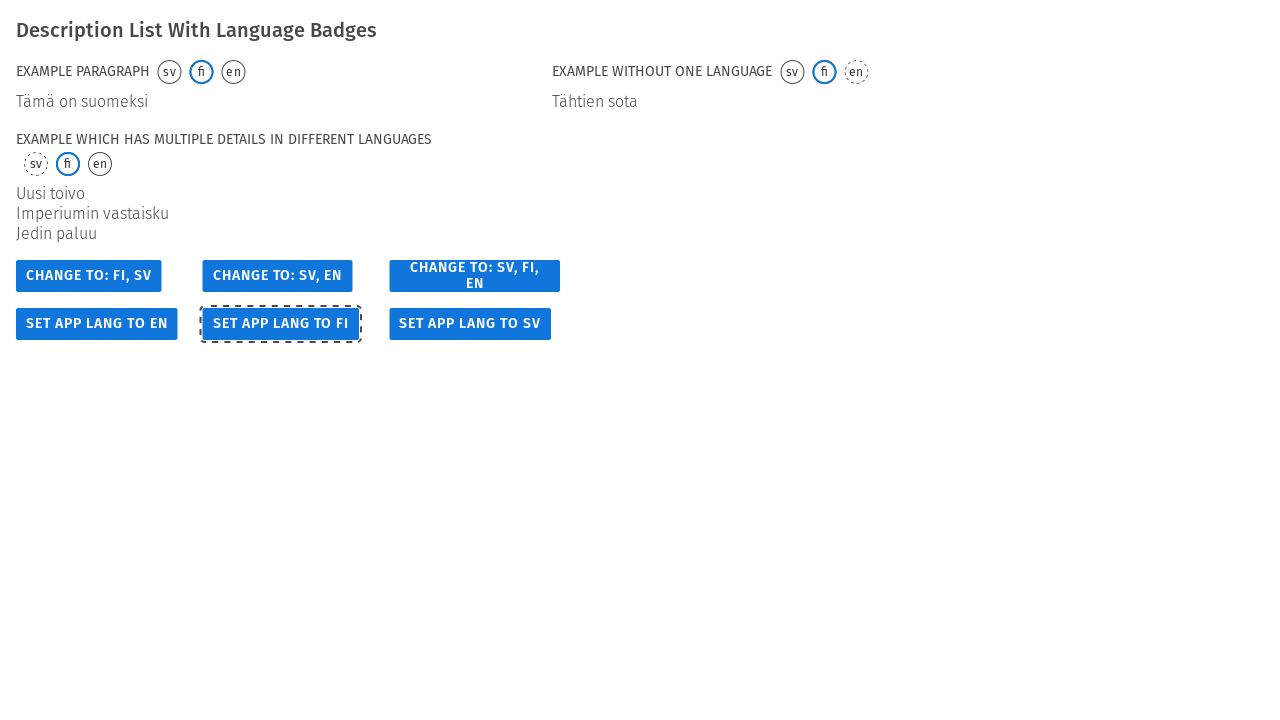 Description List With Language Badges
EXAMPLE PARAGRAPH sv fi en
Tämä on suomeksi
EXAMPLE WITHOUT ONE LANGUAGE sv fi en
Tähtien sota
EXAMPLE WHICH HAS MULTIPLE DETAILS IN DIFFERENT LANGUAGES
sv fi en
Uusi toivo
Imperiumin vastaisku
Jedin paluu
CHANGE TO: FI, SV
CHANGE TO: SV, EN
CHANGE TO: SV, FI,
EN
SET APP LANG TO EN
SET APP LANG TO FI
SET APP LANG TO SV